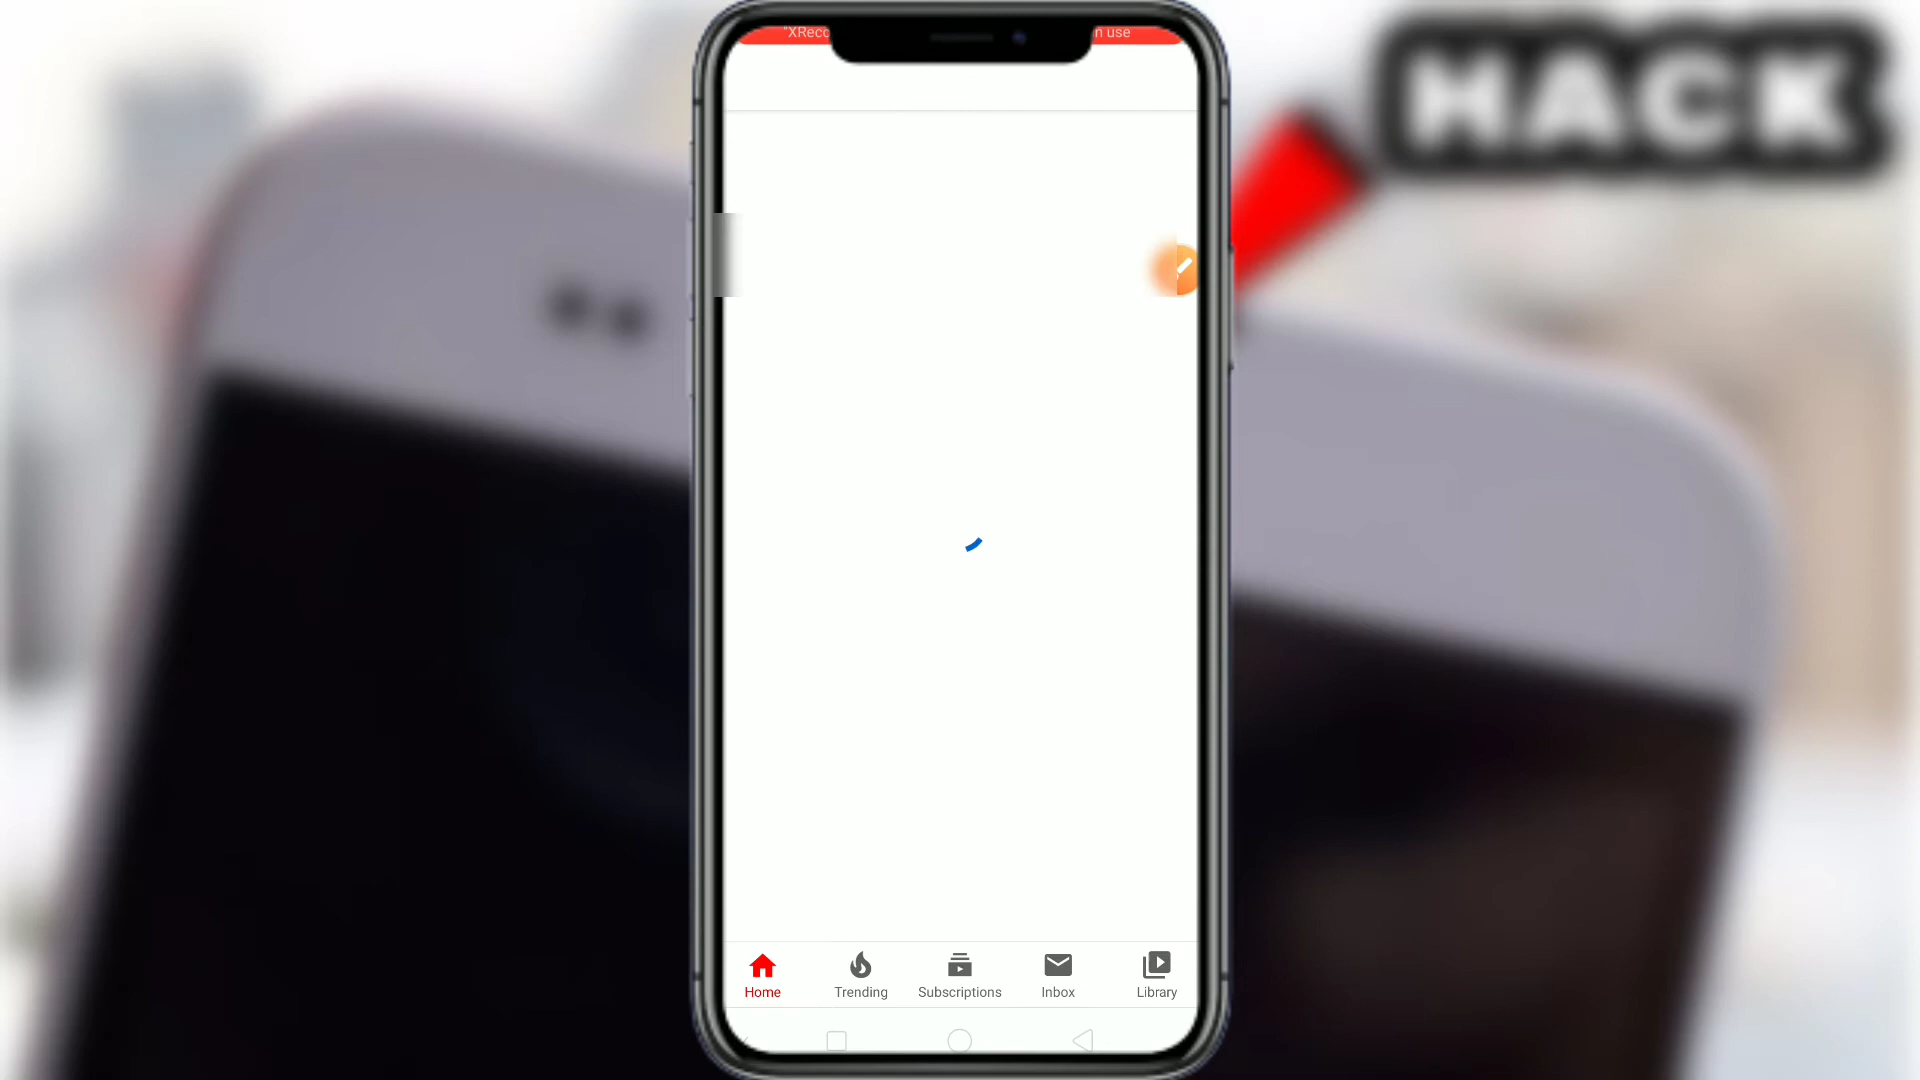 HACK
"XReco
n use
Home
Trending
Subscriptions
Inbox
Library